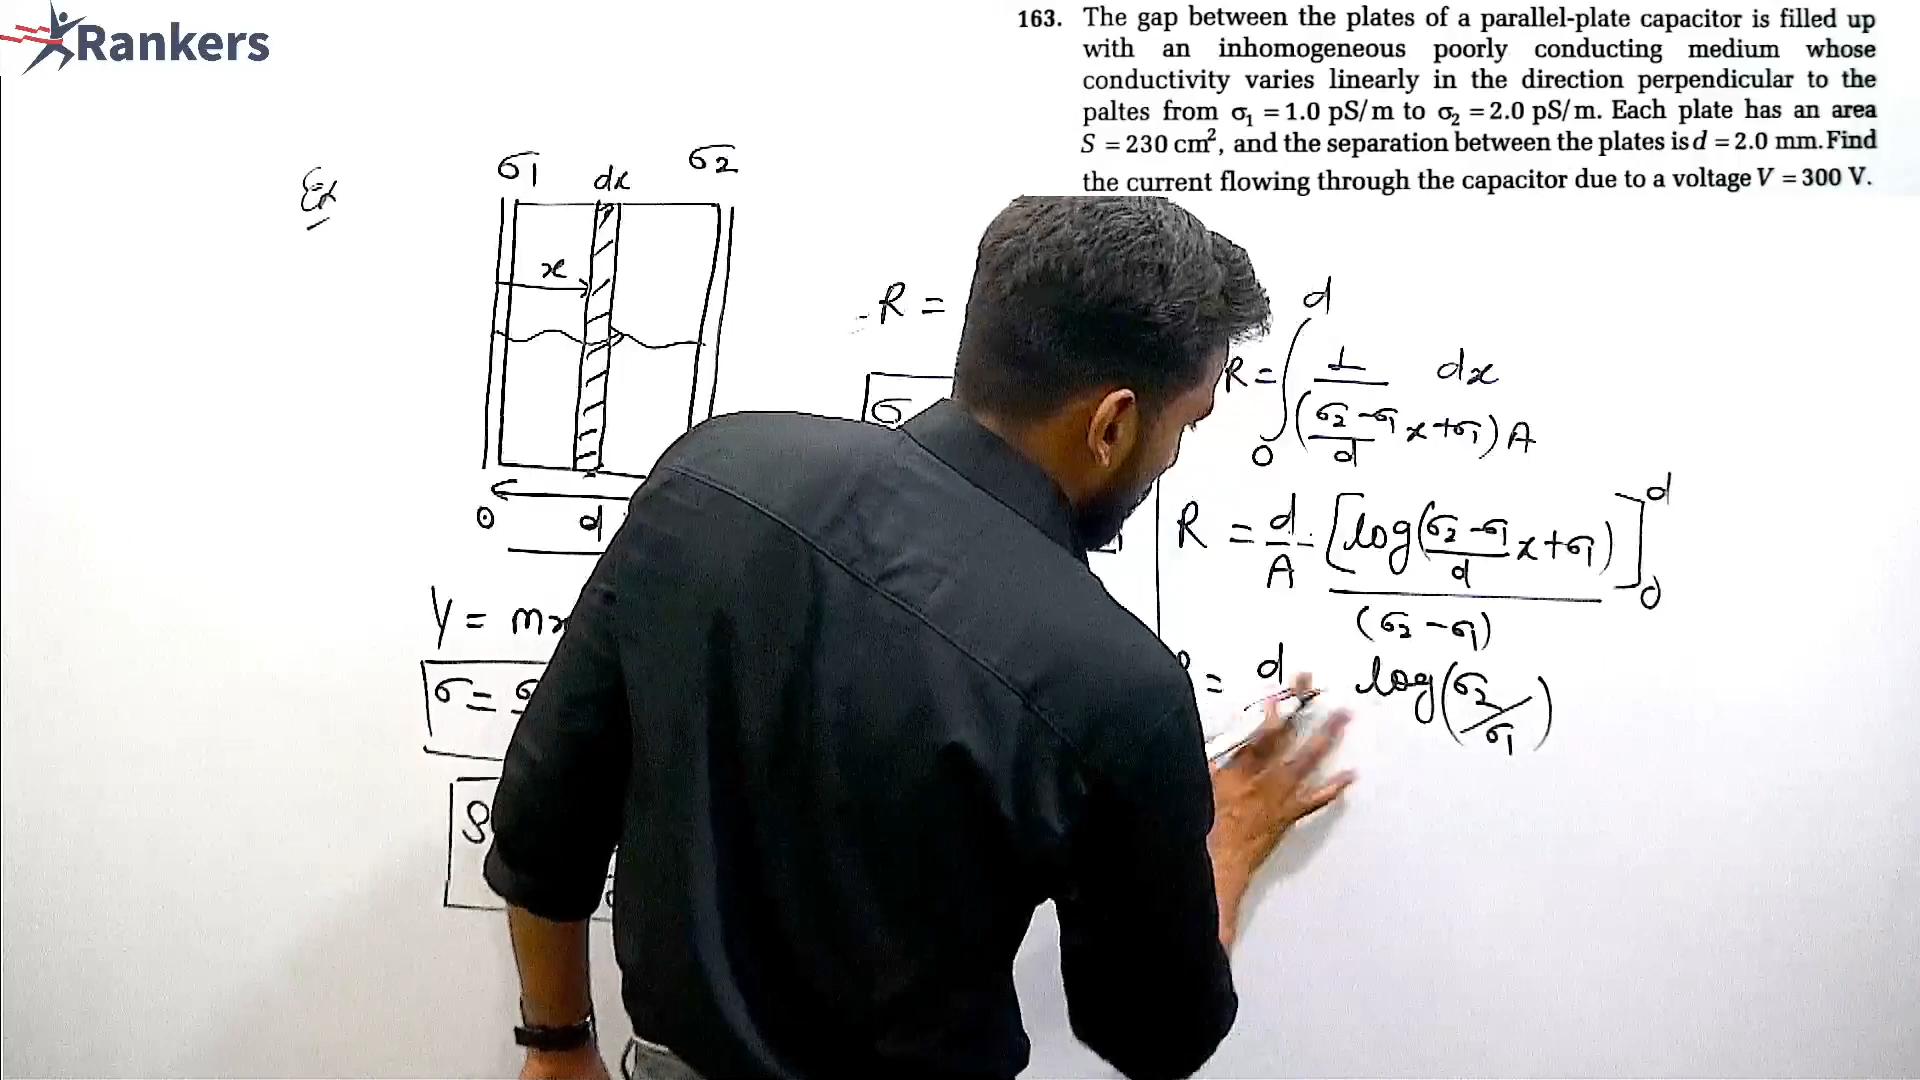 Rankers
163. The gap between the plates of a parallel-plate capacitor is filled up
with an inhomogeneous poorly conducting medium whose
conductivity varies linearly in the direction perpendicular to the
paltes from σ₁ = 1.0 pS/m to σ₂ = 2.0 pS/m. Each plate has an area
S = 230 cm², and the separation between the plates is d = 2.0 mm. Find
the current flowing through the capacitor due to a voltage V = 300 V.
Ex
σ1 dx σ2
x
0 d
Y = m
σ =
ρ
R =
σ
R = ∫₀ᵈ 1/((σ2-σ1)/d x+σ1)A dx
R = d/A [log((σ2-σ1)/d x+σ1)]₀ᵈ / (σ2-σ1)
= d log(σ2/σ1)